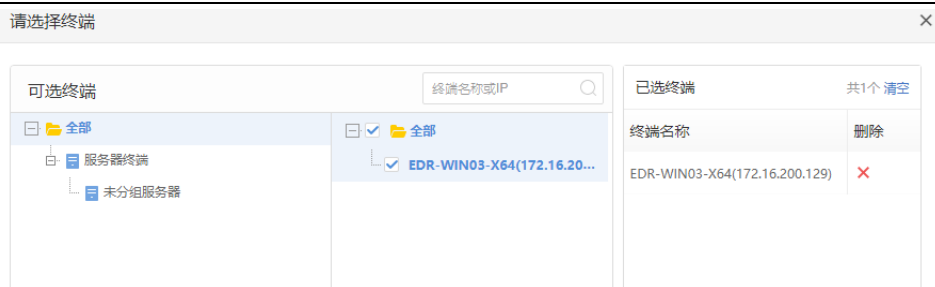 请选择终端
可选终端
终端名称或IP
已选终端
共1个 清空
全部
服务器终端
未分组服务器
全部
EDR-WIN03-X64(172.16.20...
终端名称
删除
EDR-WIN03-X64(172.16.200.129)